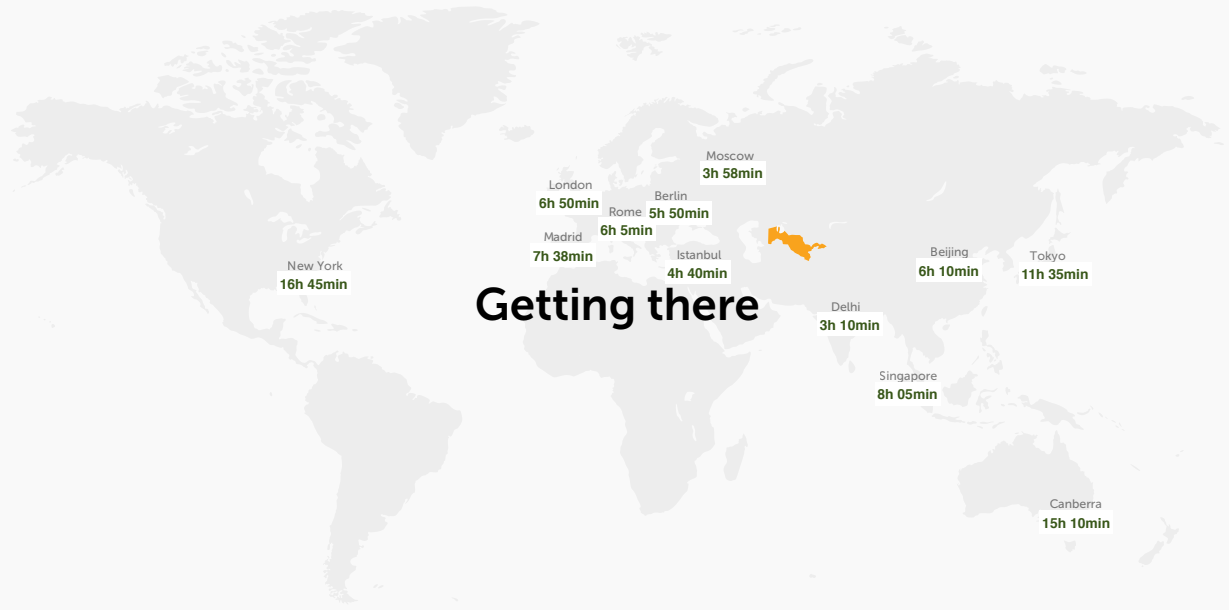 Moscow
3h 58min
London
6h 50min
Berlin
5h 50min
Rome
6h 5min
Madrid
7h 38min
Istanbul
4h 40min
Beijing
6h 10min
Tokyo
11h 35min
New York
16h 45min
Getting there
Delhi
3h 10min
Singapore
8h 05min
Canberra
15h 10min